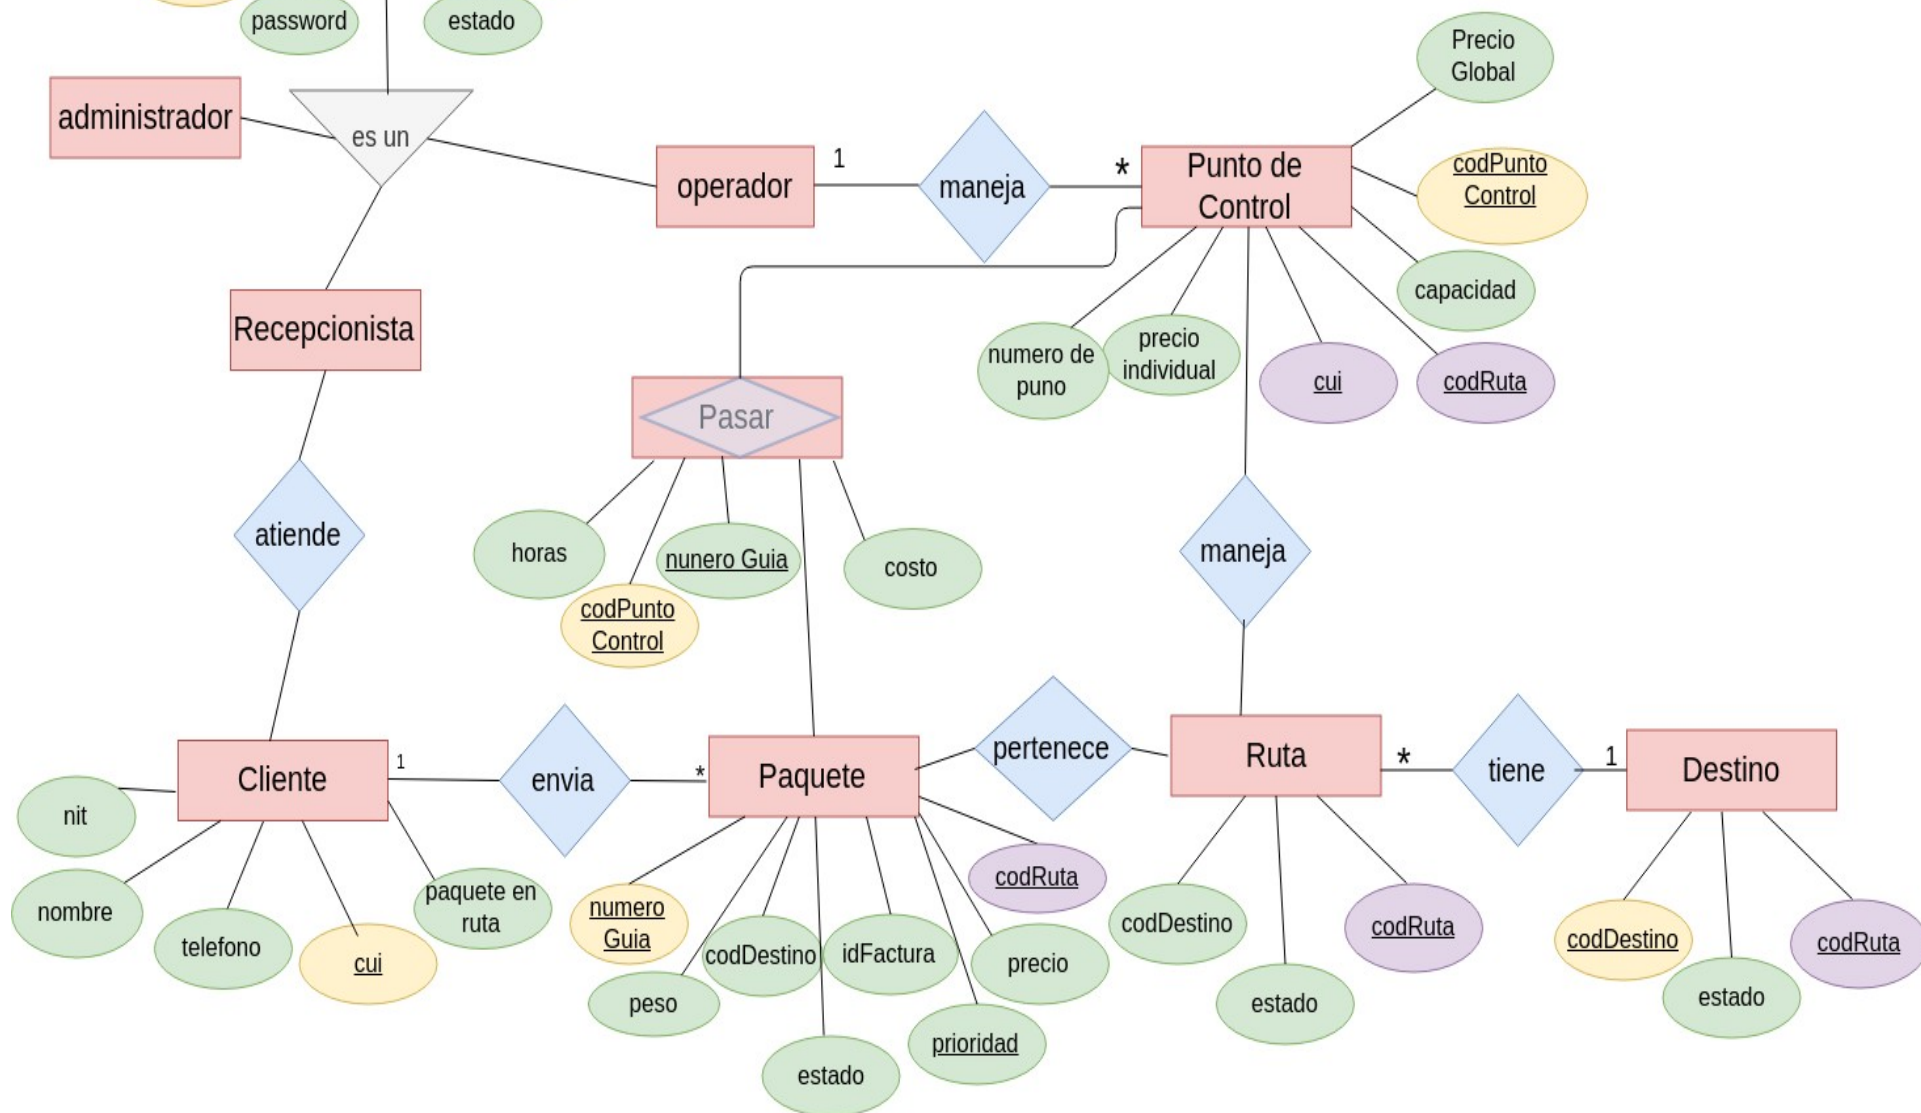 password
estado
Precio
Global
administrador
es un
operador
1
maneja
*
Punto de
Control
codPunto
Control
capacidad
Recepcionista
numero de
puno
precio
individual
cui
codRuta
Pasar
atiende
horas
nunero Guia
costo
codPunto
Control
maneja
Cliente
1
envia
*
Paquete
pertenece
Ruta
*
tiene
1
Destino
nit
nombre
telefono
cui
paquete en
ruta
numero
Guia
peso
codDestino
estado
idFactura
prioridad
precio
codRuta
codDestino
estado
codRuta
codDestino
estado
codRuta